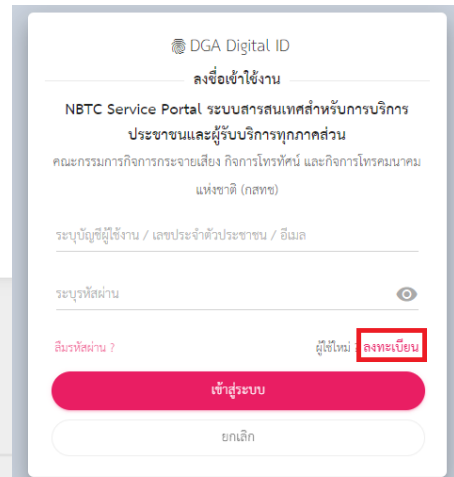 DGA Digital ID
ลงชื่อเข้าใช้งาน
NBTC Service Portal ระบบสารสนเทศสำหรับการบริการ
ประชาชนและผู้รับบริการทุกภาคส่วน
คณะกรรมการกิจการกระจายเสียง กิจการโทรทัศน์ และกิจการโทรคมนาคม
แห่งชาติ (กสทช)
ระบุบัญชีผู้ใช้งาน / เลขประจำตัวประชาชน / อีเมล
ระบุรหัสผ่าน
ลืมรหัสผ่าน ? ผู้ใช้ใหม่ ? ลงทะเบียน
เข้าสู่ระบบ
ยกเลิก